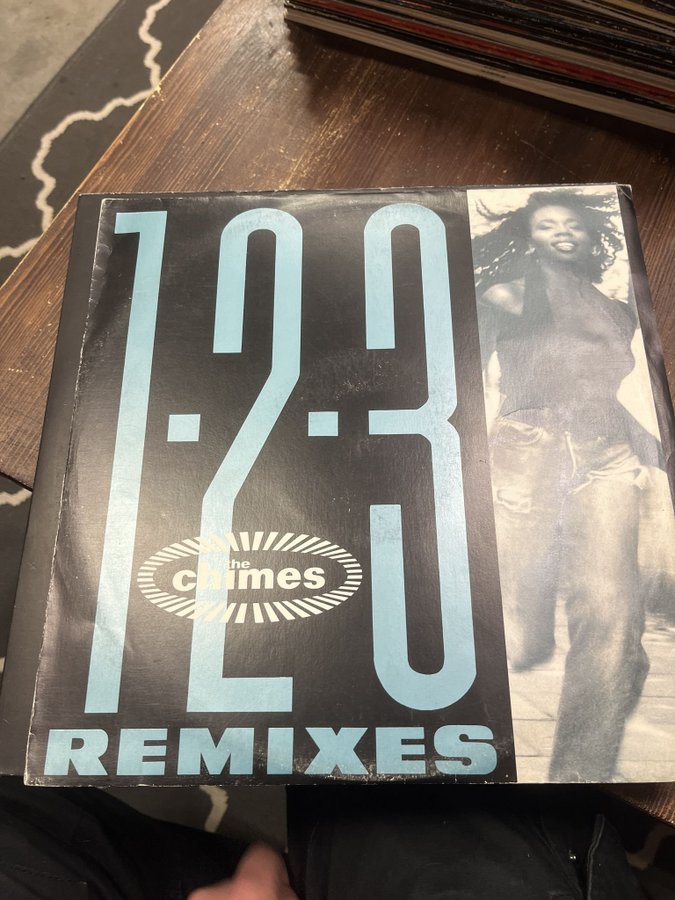 1·2·3
the
chimes
REMIXES